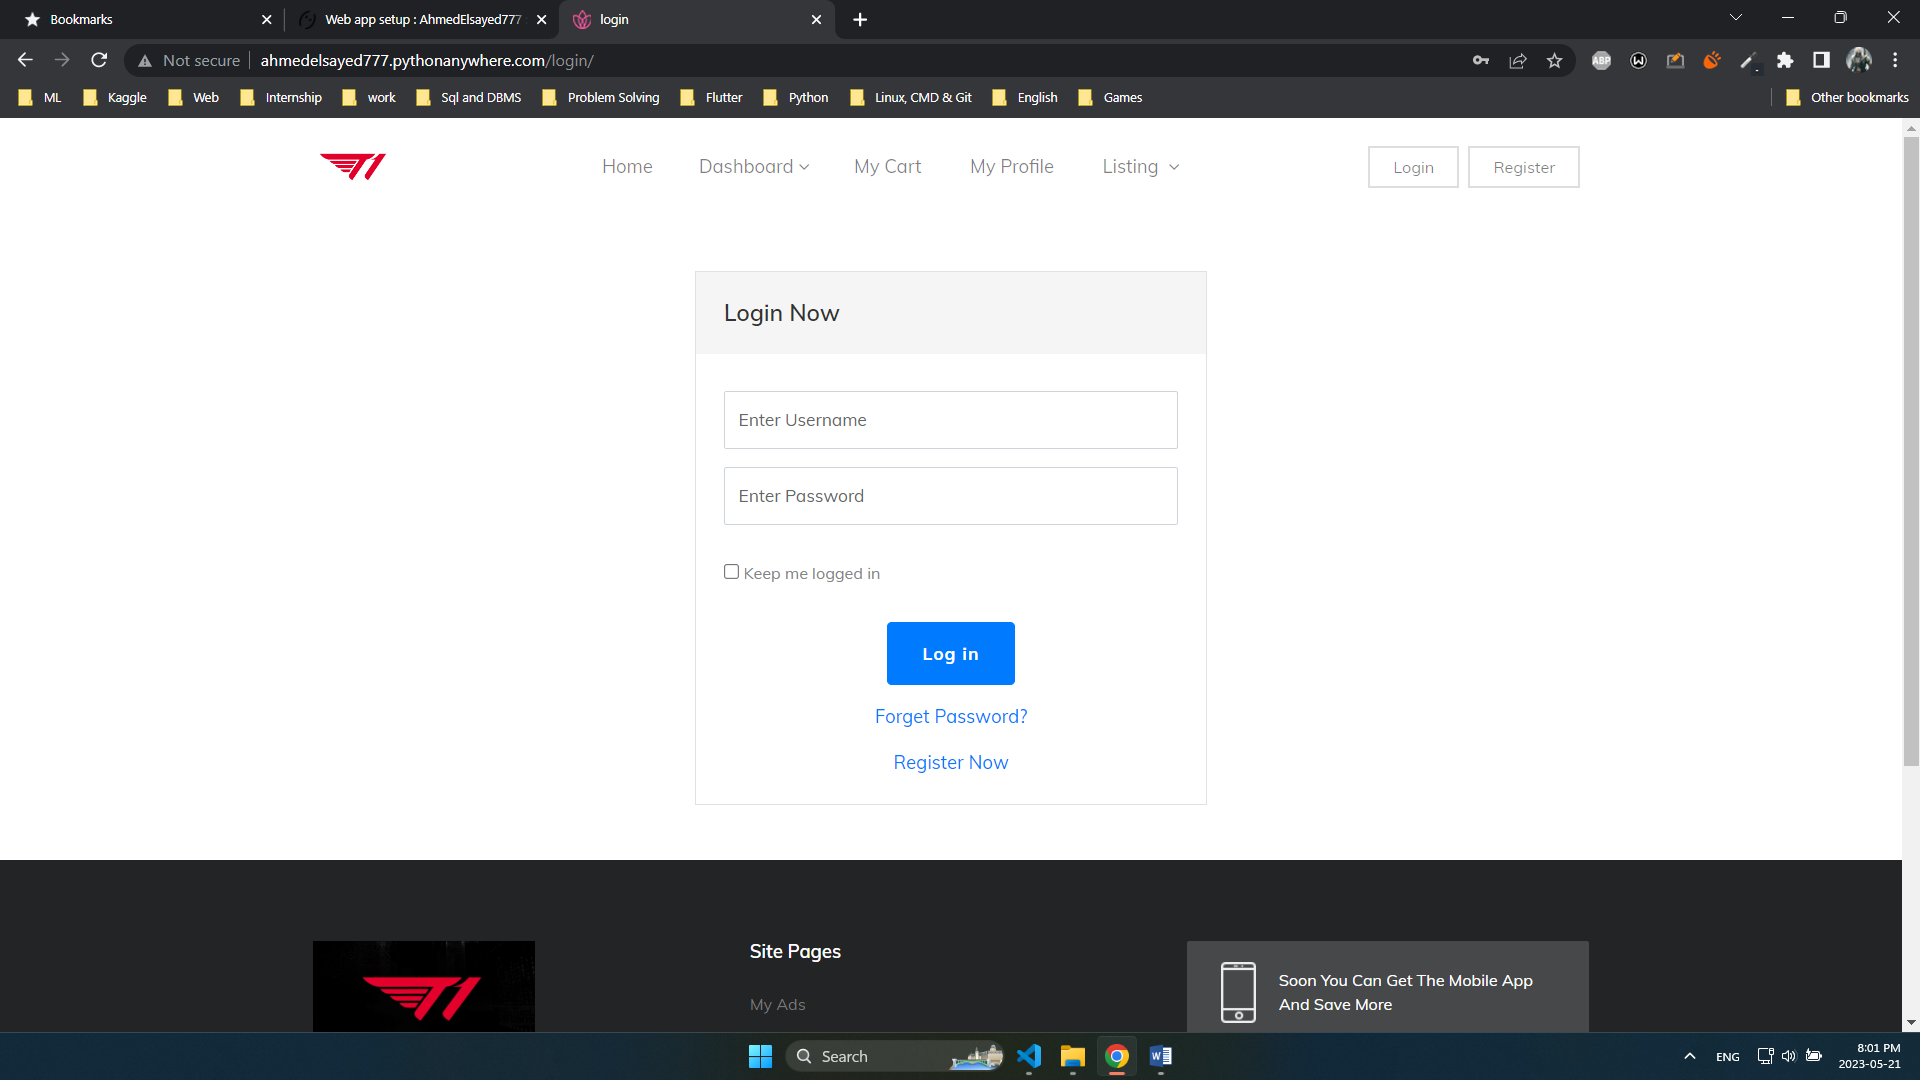 Bookmarks
Web app setup : AhmedElsayed777
login
Not secure
ahmedelsayed777.pythonanywhere.com/login/
ABP
ML
Kaggle
Web
Internship
work
Sql and DBMS
Problem Solving
Flutter
Python
Linux, CMD & Git
English
Games
Other bookmarks
T1
Home
Dashboard
My Cart
My Profile
Listing
Login
Register
Login Now
Enter Username
Enter Password
Keep me logged in
Log in
Forget Password?
Register Now
T1
Site Pages
My Ads
Soon You Can Get The Mobile App
And Save More
Search
ENG
8:01 PM
2023-05-21